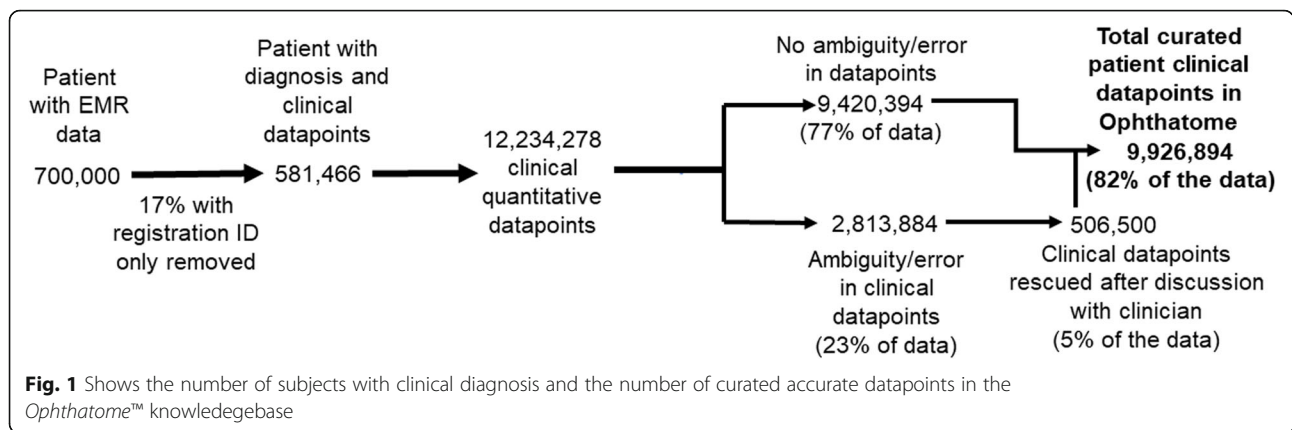 Patient
with EMR
data
700,000
17% with
registration ID
only removed
Patient with
diagnosis and
clinical
datapoints
581,466
12,234,278
clinical
quantitative
datapoints
No ambiguity/error
in datapoints
9,420,394
(77% of data)
2,813,884
Ambiguity/error
in clinical
datapoints
(23% of data)
506,500
Clinical datapoints
rescued after discussion
with clinician
(5% of the data)
Total curated
patient clinical
datapoints in
Ophthatome
9,926,894
(82% of the data)
Fig. 1 Shows the number of subjects with clinical diagnosis and the number of curated accurate datapoints in the
Ophthatome™ knowledegebase